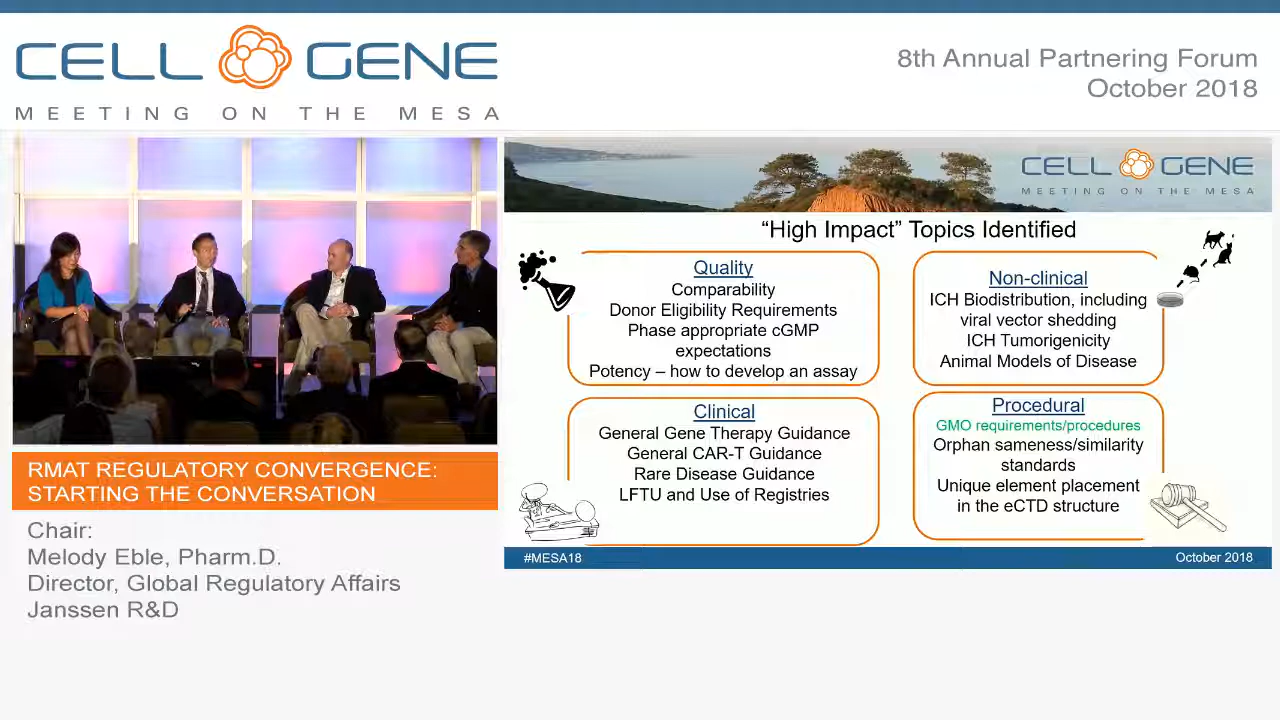 CELL GENE
MEETING ON THE MESA
8th Annual Partnering Forum
October 2018
CELL GENE
MEETING ON THE MESA
“High Impact” Topics Identified
Quality
Comparability
Donor Eligibility Requirements
Phase appropriate cGMP
expectations
Potency – how to develop an assay
Non-clinical
ICH Biodistribution, including
viral vector shedding
ICH Tumorigenicity
Animal Models of Disease
Clinical
General Gene Therapy Guidance
General CAR-T Guidance
Rare Disease Guidance
LFTU and Use of Registries
Procedural
GMO requirements/procedures
Orphan sameness/similarity
standards
Unique element placement
in the eCTD structure
#MESA18
October 2018
RMAT REGULATORY CONVERGENCE:
STARTING THE CONVERSATION
Chair:
Melody Eble, Pharm.D.
Director, Global Regulatory Affairs
Janssen R&D